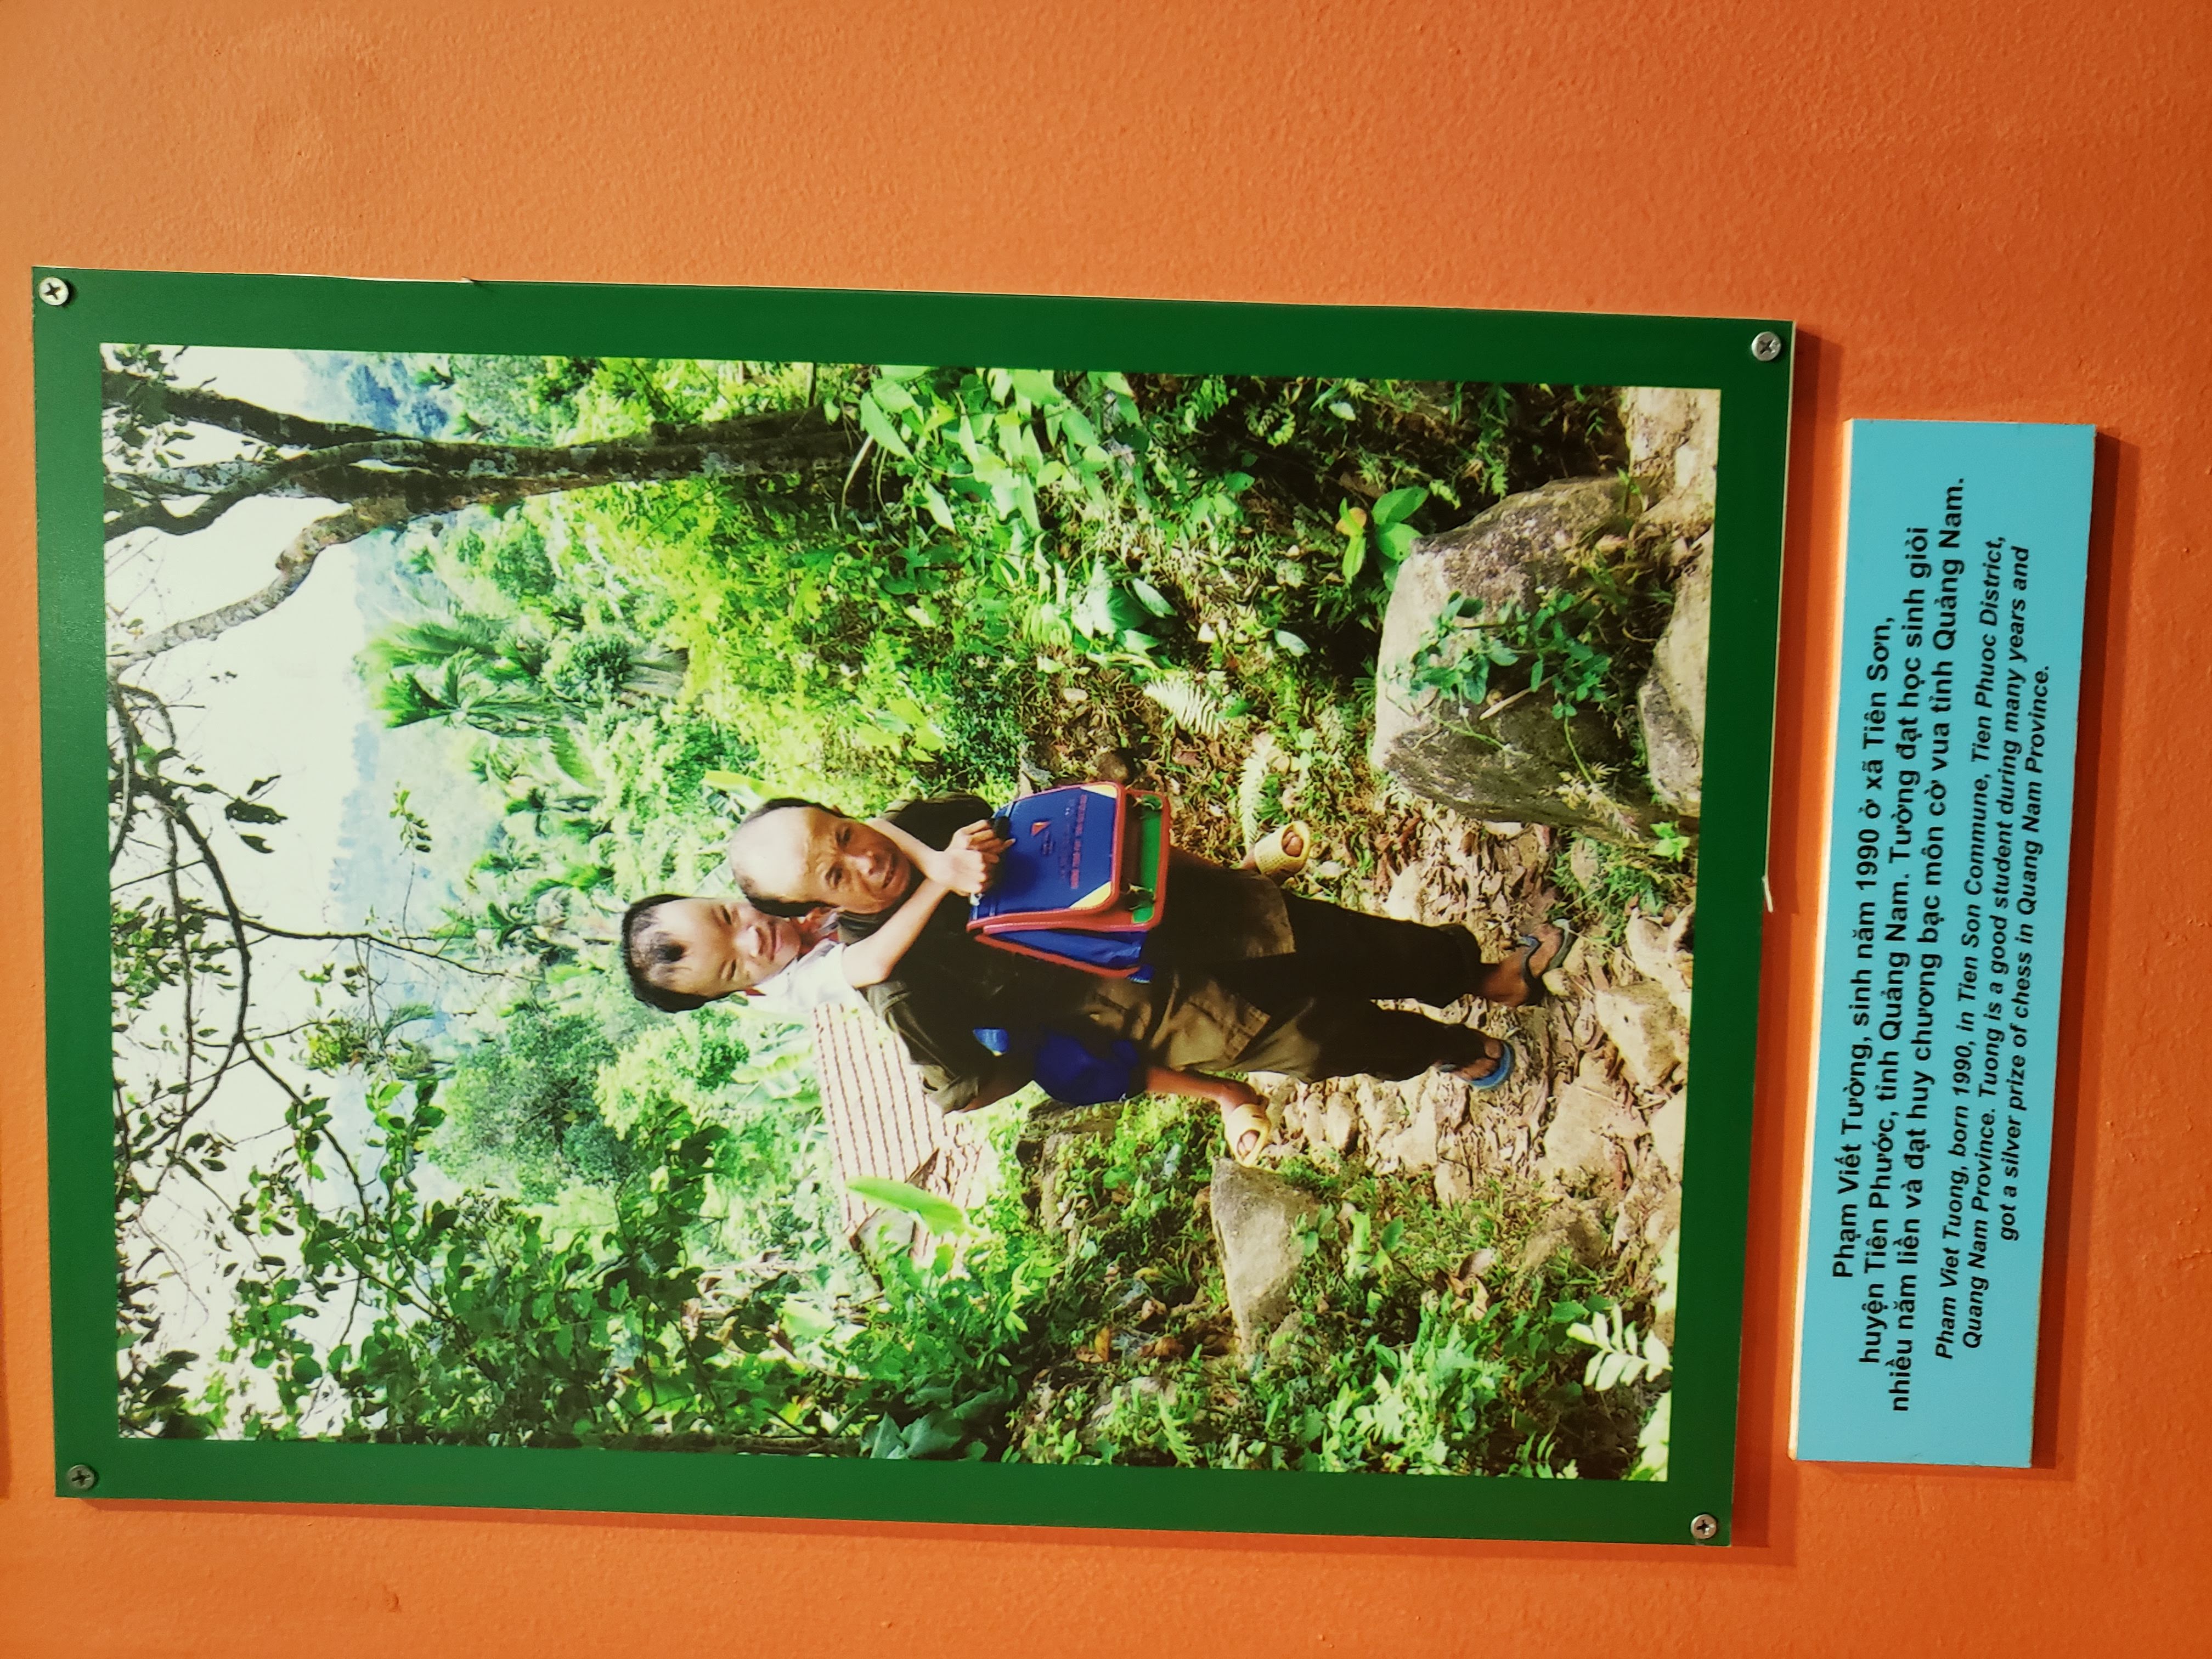 Phạm Viết Tường, sinh năm 1990 ở xã Tiên Sơn,
huyện Tiên Phước, tỉnh Quảng Nam. Tường đạt học sinh giỏi
nhiều năm liền và đạt huy chương bạc môn cờ vua tỉnh Quảng Nam.
Pham Viet Tuong, born 1990, in Tien Son Commune, Tien Phuoc District,
Quang Nam Province. Tuong is a good student during many years and
got a silver prize of chess in Quang Nam Province.